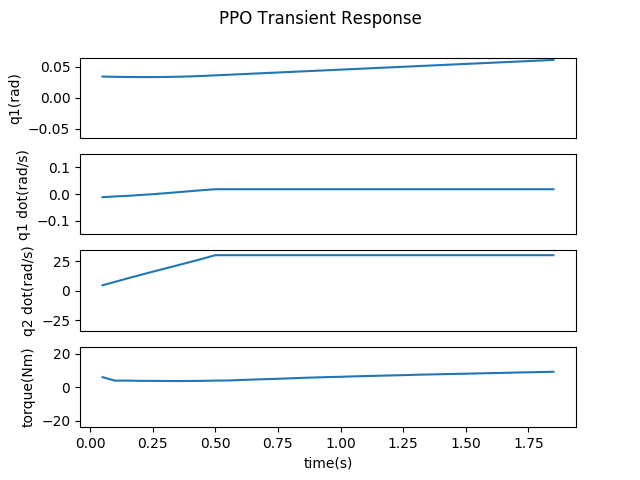 PPO Transient Response
q1(rad)
0.05
0.00
−0.05
q1 dot(rad/s)
0.1
0.0
−0.1
q2 dot(rad/s)
25
0
−25
torque(Nm)
20
0
−20
0.00 0.25 0.50 0.75 1.00 1.25 1.50 1.75
time(s)